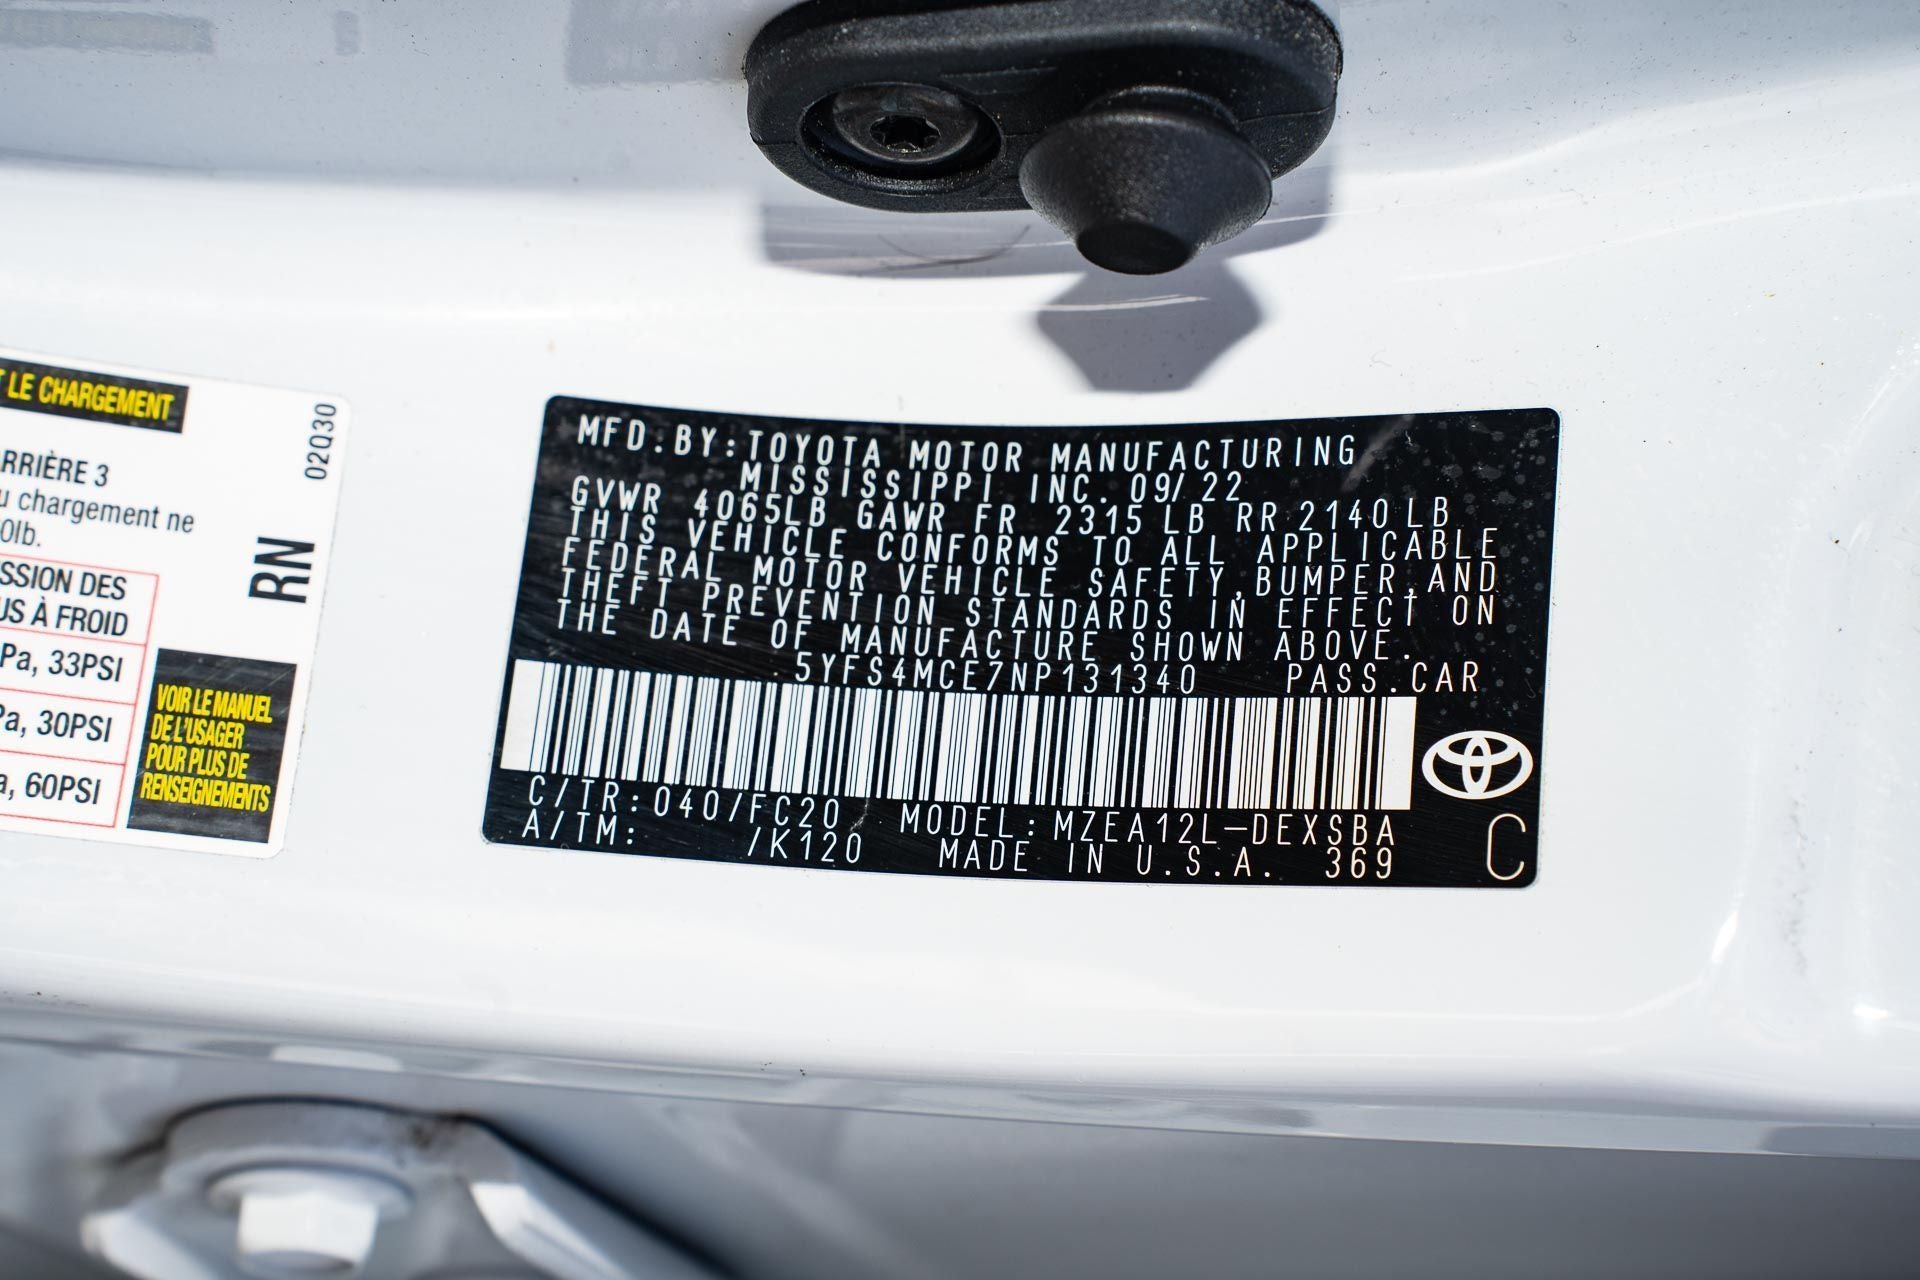 T LE CHARGEMENT
02Q30
RRIÈRE 3
u chargement ne
0lb.
RN
SSION DES
US À FROID
Pa, 33PSI
Pa, 30PSI
a, 60PSI
VOIR LE MANUEL
DE L'USAGER
POUR PLUS DE
RENSEIGNEMENTS
MFD.BY:TOYOTA MOTOR MANUFACTURING
MISSISSIPPI INC. 09/22
GVWR 4065LB GAWR FR 2315LB RR 2140LB
THIS VEHICLE CONFORMS TO ALL APPLICABLE
FEDERAL MOTOR VEHICLE SAFETY,BUMPER,AND
THEFT PREVENTION STANDARDS IN EFFECT ON
THE DATE OF MANUFACTURE SHOWN ABOVE.
5YFS4MCE7NP131340 PASS.CAR
C/TR:040/FC20 MODEL:MZEA12L-DEXSBA
A/TM: /K120 MADE IN U.S.A. 369
C